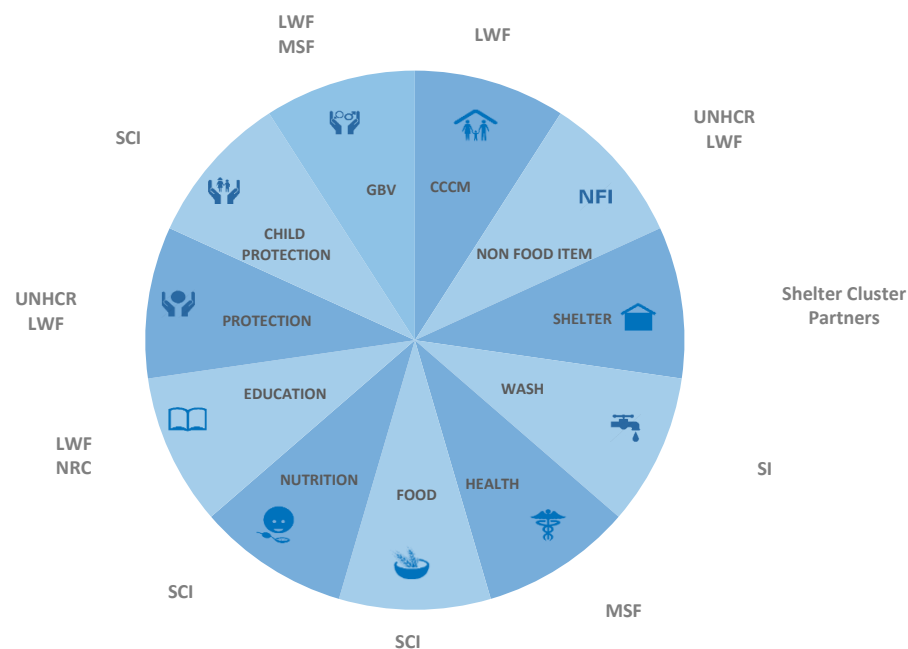 LWF
MSF
LWF
SCI
UNHCR
LWF
GBV
CCCM
NFI
CHILD
PROTECTION
NON FOOD ITEM
UNHCR
LWF
Shelter Cluster
Partners
PROTECTION
SHELTER
EDUCATION
WASH
LWF
NRC
SI
NUTRITION
FOOD
HEALTH
SCI
MSF
SCI